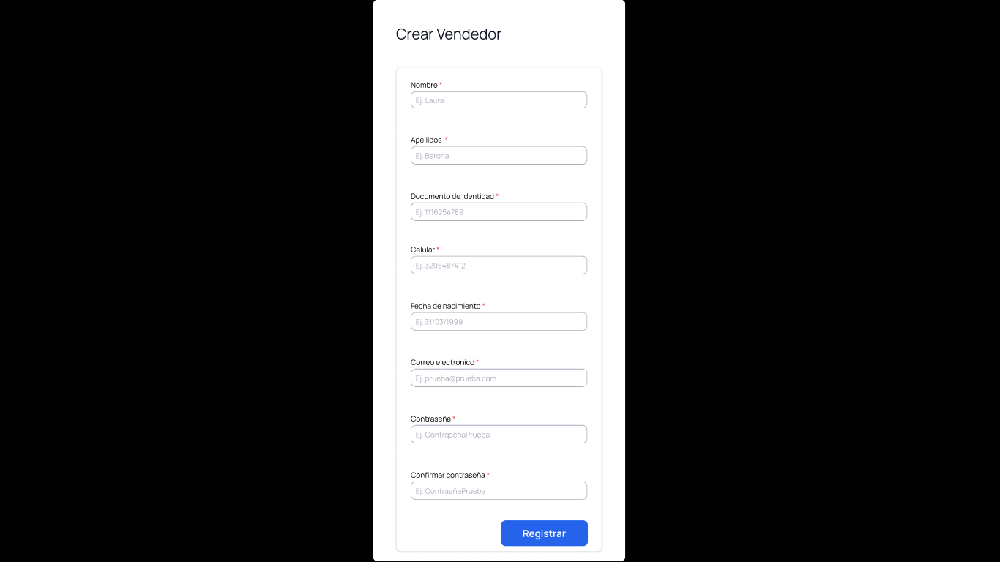 Crear Vendedor
Nombre *
Ej. Laura
Apellidos *
Ej. Barona
Documento de identidad *
Ej. 1116254789
Celular *
Ej. 3205487412
Fecha de nacimiento *
Ej. 31/03/1999
Correo electrónico *
Ej. prueba@prueba.com
Contraseña *
Ej. ContrqseñaPrueba
Confirmar contraseña *
Ej. ContraeñaPrueba
Registrar